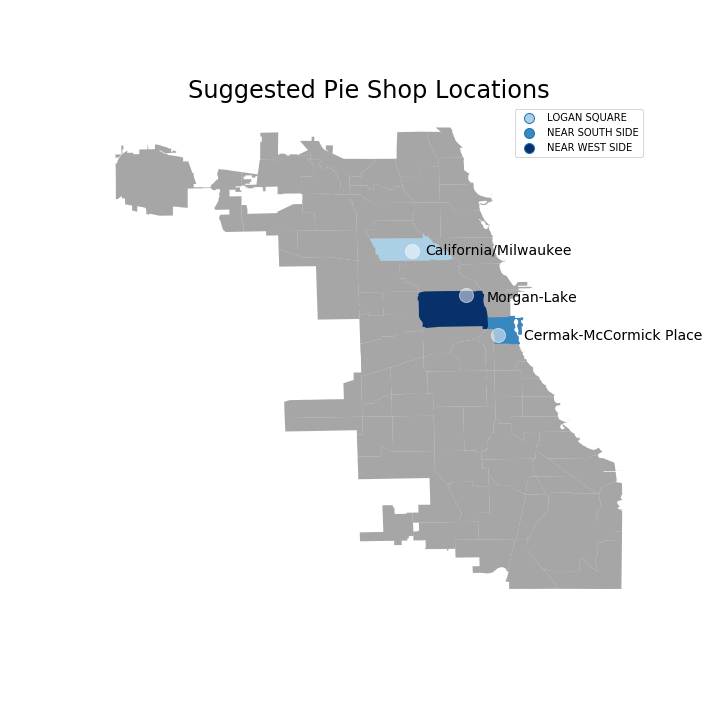 Suggested Pie Shop Locations
LOGAN SQUARE
NEAR SOUTH SIDE
NEAR WEST SIDE
California/Milwaukee
Morgan-Lake
Cermak-McCormick Place